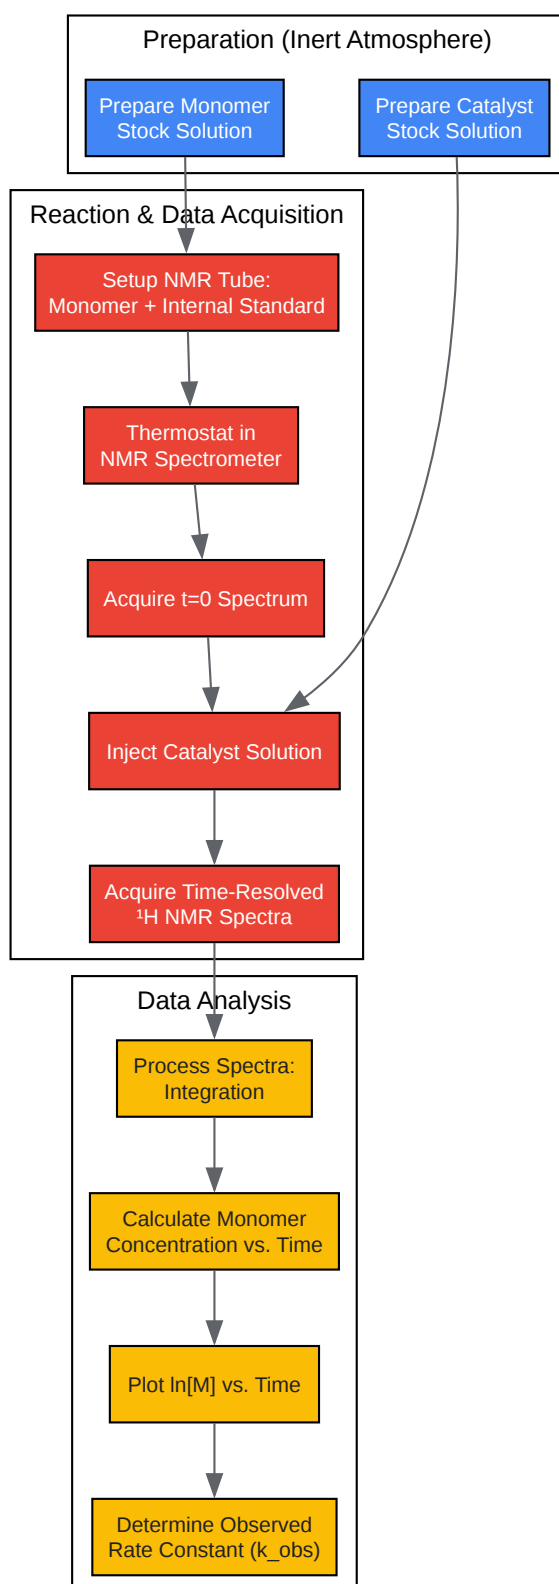 Preparation (Inert Atmosphere)
Prepare Monomer
Stock Solution
Prepare Catalyst
Stock Solution
Reaction & Data Acquisition
Setup NMR Tube:
Monomer + Internal Standard
Thermostat in
NMR Spectrometer
Acquire t=0 Spectrum
Inject Catalyst Solution
Acquire Time-Resolved
¹H NMR Spectra
Data Analysis
Process Spectra:
Integration
Calculate Monomer
Concentration vs. Time
Plot ln[M] vs. Time
Determine Observed
Rate Constant (k_obs)